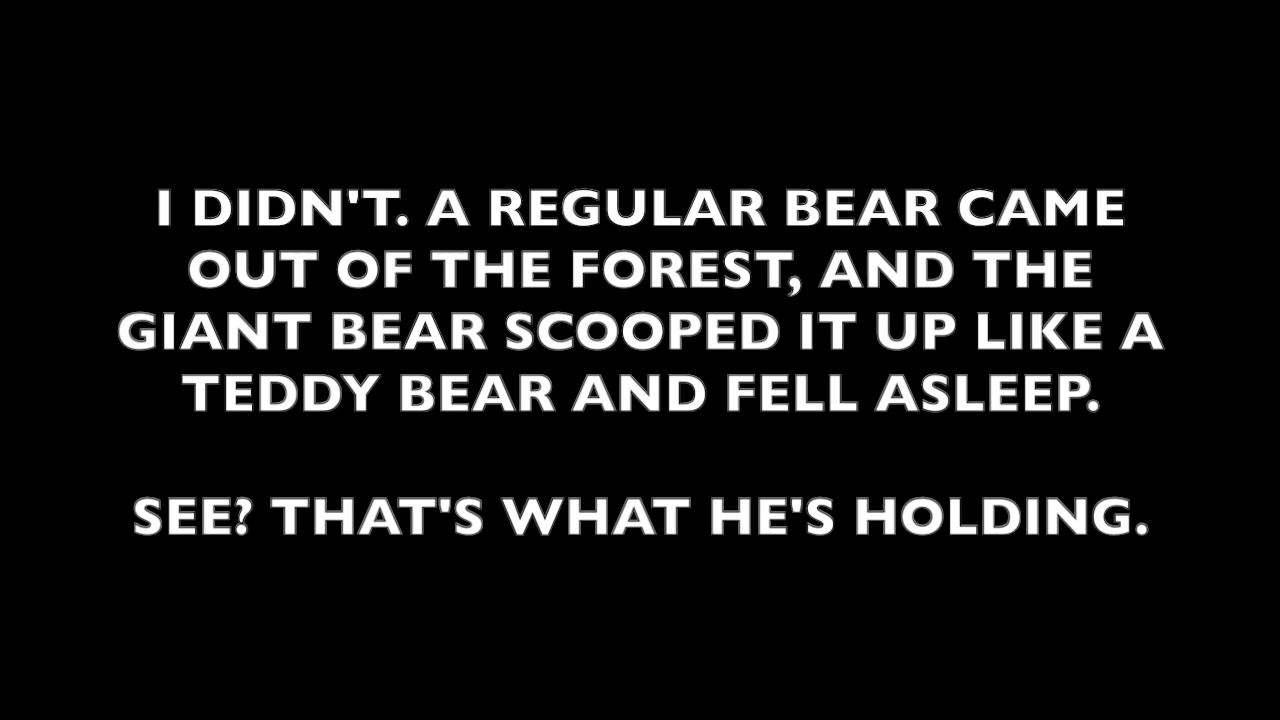 I DIDN'T. A REGULAR BEAR CAME
OUT OF THE FOREST, AND THE
GIANT BEAR SCOOPED IT UP LIKE A
TEDDY BEAR AND FELL ASLEEP.
SEE? THAT'S WHAT HE'S HOLDING.